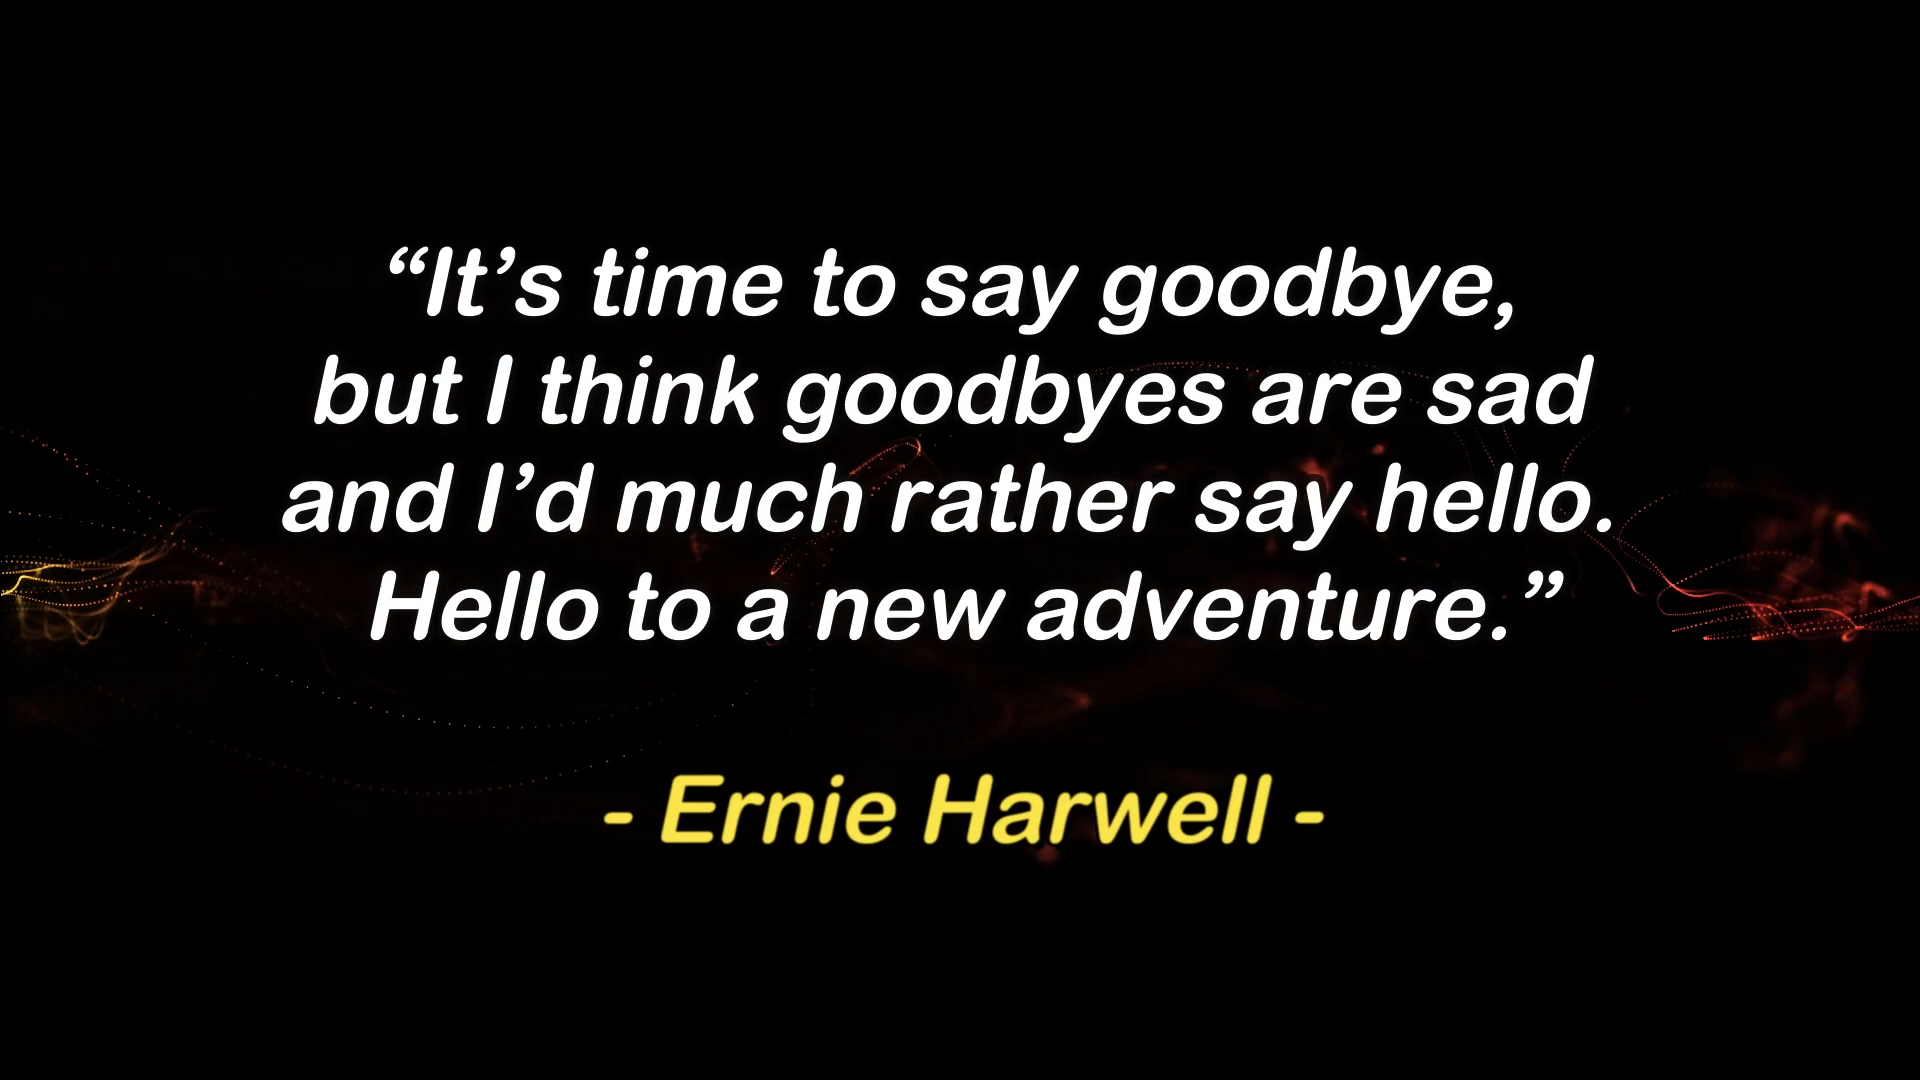 “It’s time to say goodbye,
but I think goodbyes are sad
and I’d much rather say hello.
Hello to a new adventure.”
- Ernie Harwell -